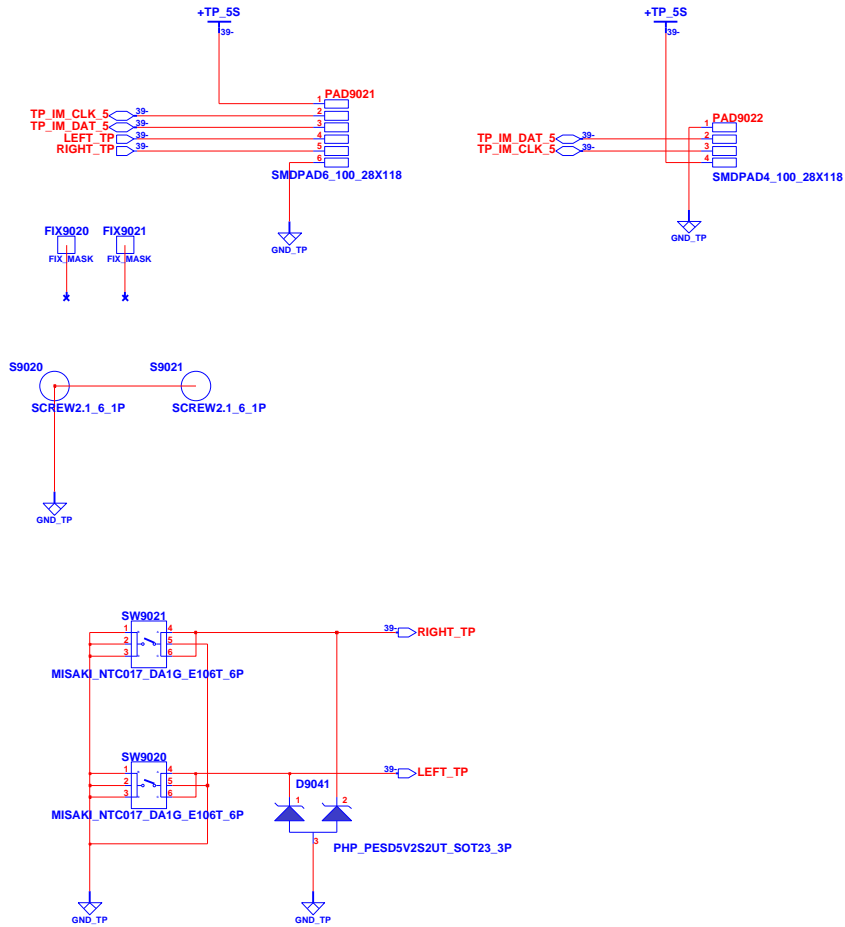 +TP_5S
39-
PAD9021
1
TP_IM_CLK_5 39- 2
TP_IM_DAT_5 39- 3
LEFT_TP 39- 4
RIGHT_TP 39- 5
6
SMDPAD6_100_28X118
GND_TP
+TP_5S
39-
PAD9022
1
TP_IM_DAT_5 39- 2
TP_IM_CLK_5 39- 3
4
SMDPAD4_100_28X118
GND_TP
FIX9020
FIX_MASK
FIX9021
FIX_MASK
S9020
SCREW2.1_6_1P
S9021
SCREW2.1_6_1P
GND_TP
SW9021
1 4
2 5
3 6
MISAKI_NTC017_DA1G_E106T_6P
39- RIGHT_TP
SW9020
1 4
2 5
3 6
MISAKI_NTC017_DA1G_E106T_6P
39- LEFT_TP
D9041
1 2
3
PHP_PESD5V2S2UT_SOT23_3P
GND_TP
GND_TP